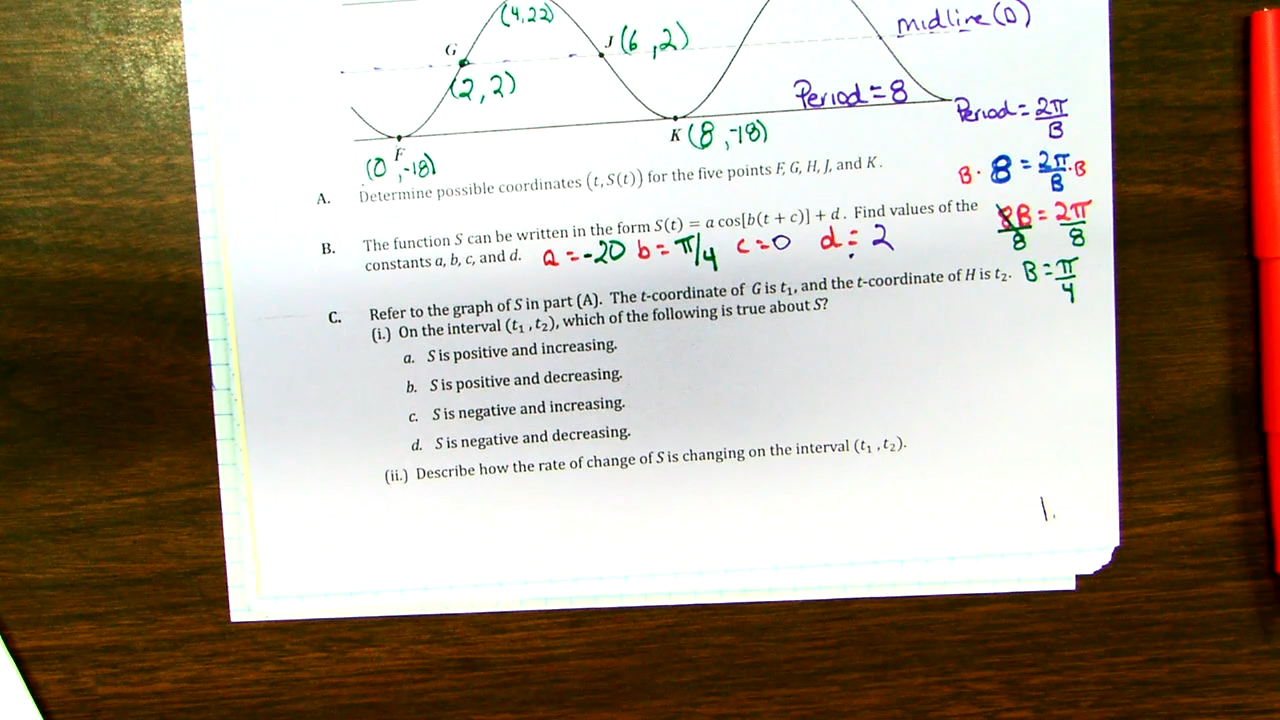 (4,22)
G
J (6,2)
midline (D)
(2,2)
Period=8
Period= 2π/B
K (8,-18)
F
(0,-18)
B· 8 = 2π/B ·B
A. Determine possible coordinates (t, S(t)) for the five points F, G, H, J, and K.
8B/8 = 2π/8
B. The function S can be written in the form S(t) = a cos[b(t + c)] + d. Find values of the
constants a, b, c, and d. a = -20 b = π/4 c = 0 d = 2
B = π/4
C. Refer to the graph of S in part (A). The t-coordinate of G is t₁, and the t-coordinate of H is t₂.
(i.) On the interval (t₁ , t₂), which of the following is true about S?
a. S is positive and increasing.
b. S is positive and decreasing.
c. S is negative and increasing.
d. S is negative and decreasing.
(ii.) Describe how the rate of change of S is changing on the interval (t₁ , t₂).
1.